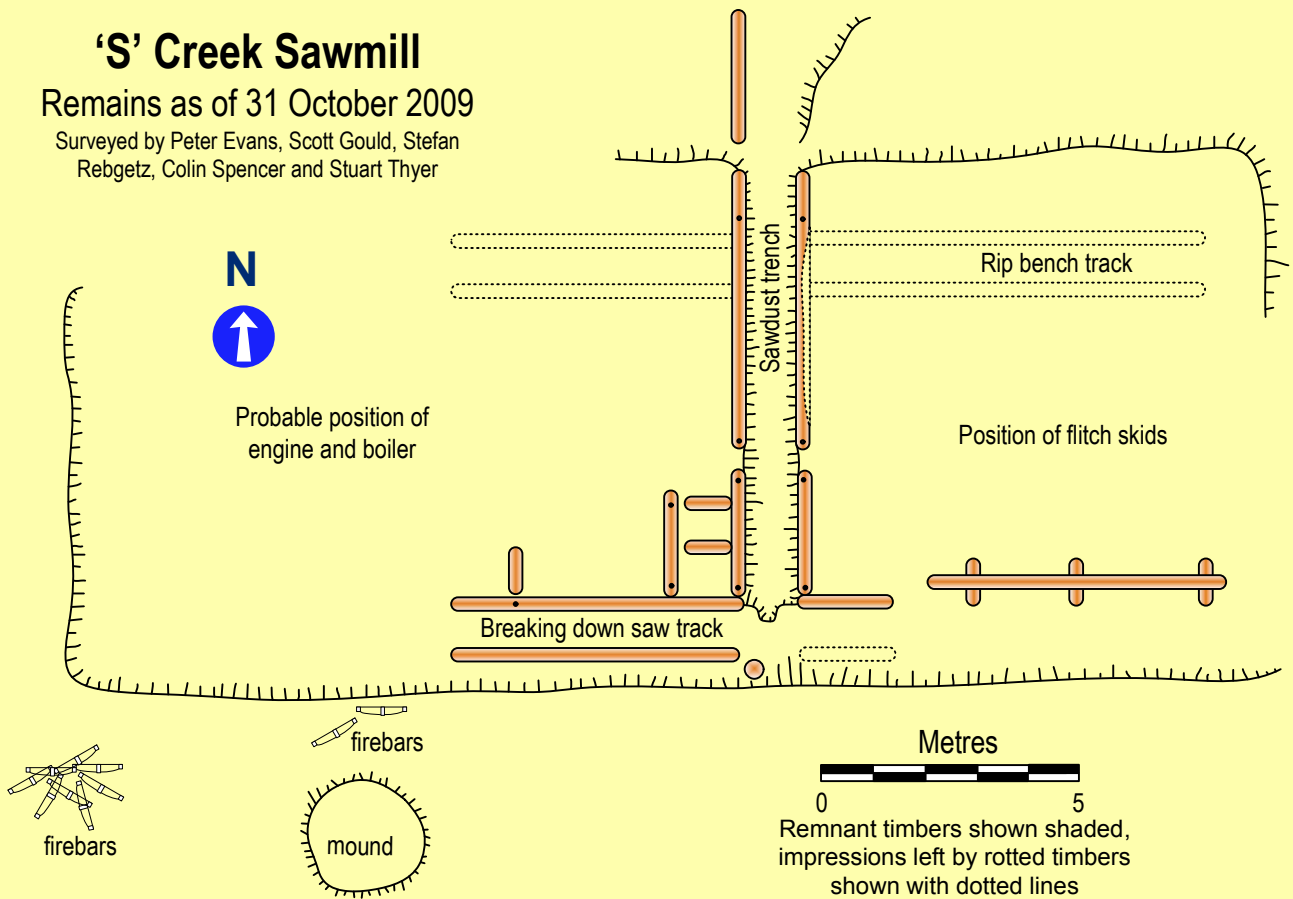 ‘S’ Creek Sawmill
Remains as of 31 October 2009
Surveyed by Peter Evans, Scott Gould, Stefan
Rebgetz, Colin Spencer and Stuart Thyer
N
Sawdust trench
Rip bench track
Probable position of
engine and boiler
Position of flitch skids
Breaking down saw track
firebars
firebars
mound
Metres
0 5
Remnant timbers shown shaded,
impressions left by rotted timbers
shown with dotted lines